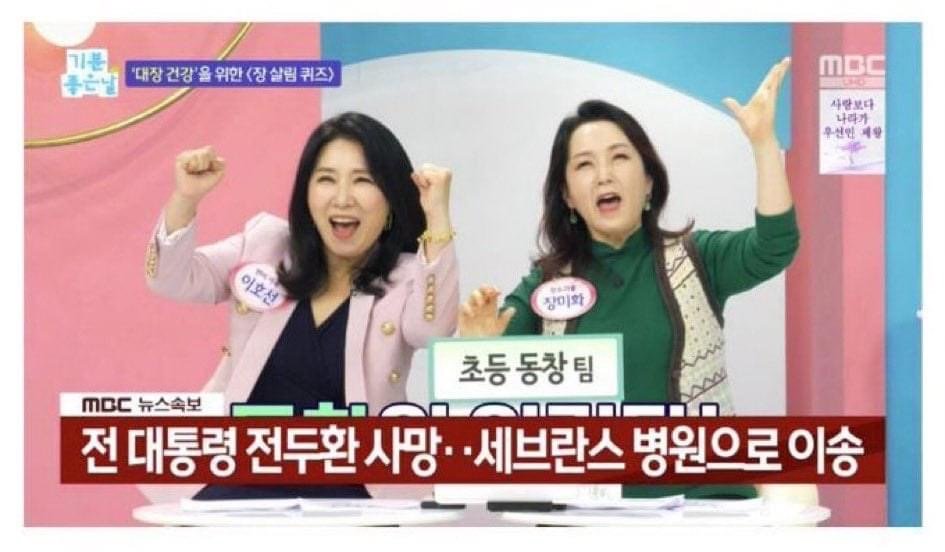 기분
좋은날
'대장 건강'을 위한 〈장 살림 퀴즈〉
MBC
UHD
사랑보다
나라가
우선인 제왕
이호선
장미화
초등 동창 팀
MBC 뉴스속보
전 대통령 전두환 사망‥세브란스 병원으로 이송